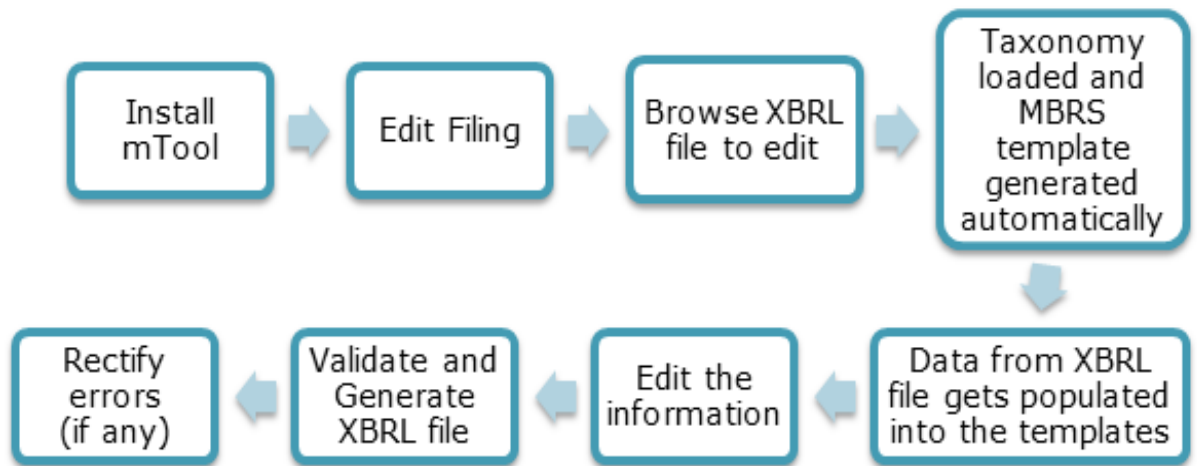 Install
mTool
Edit Filing
Browse XBRL
file to edit
Taxonomy
loaded and
MBRS
template
generated
automatically
Data from XBRL
file gets populated
into the templates
Edit the
information
Validate and
Generate
XBRL file
Rectify
errors
(if any)